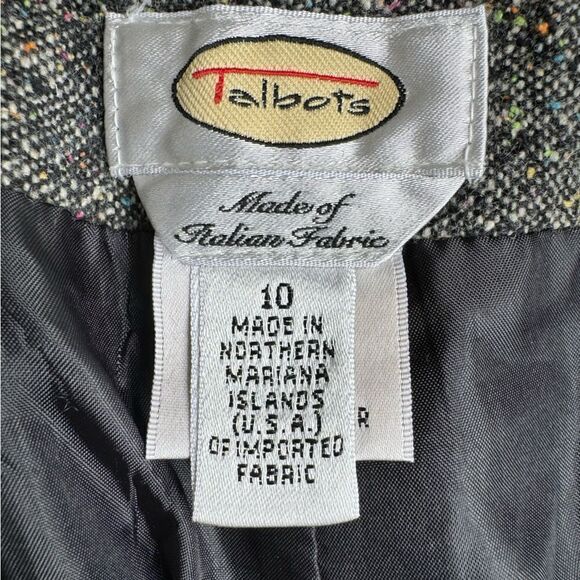 Talbots
Made of
Italian Fabric
10
MADE IN
NORTHERN
MARIANA
ISLANDS
(U.S.A.)
OF IMPORTED
FABRIC
R